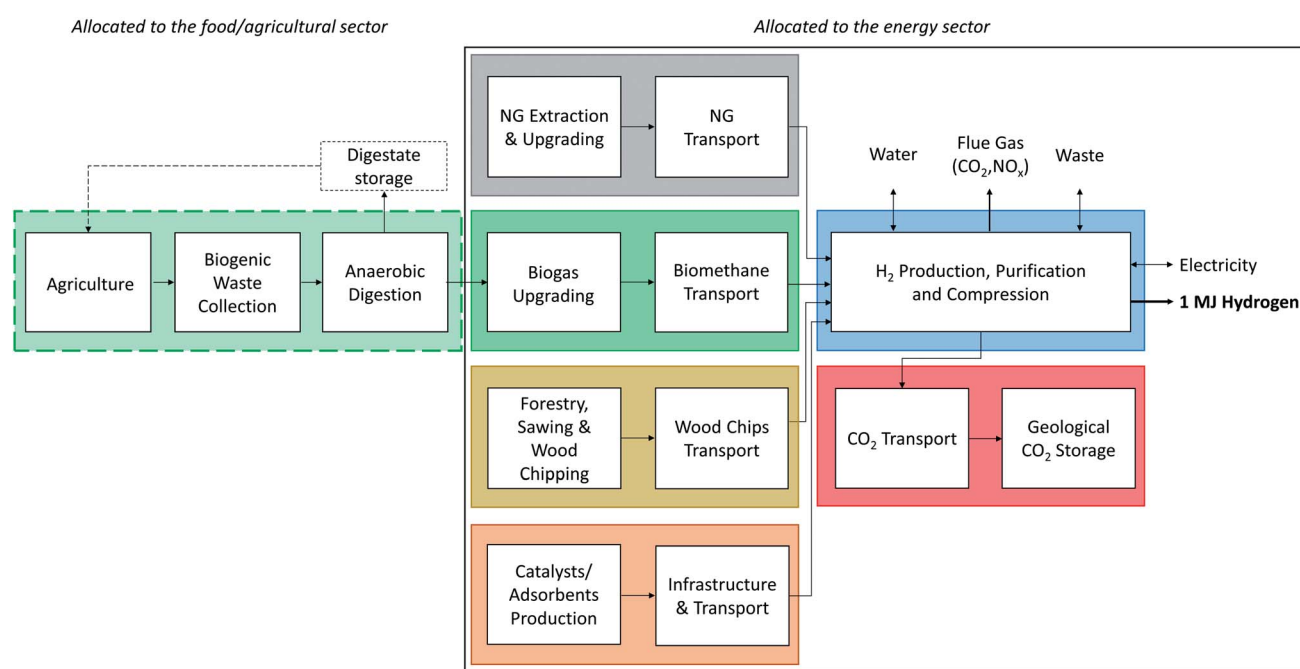 Allocated to the food/agricultural sector
Allocated to the energy sector
NG Extraction
& Upgrading
NG
Transport
Digestate
storage
Water
Flue Gas
(CO₂,NOₓ)
Waste
Agriculture
Biogenic
Waste
Collection
Anaerobic
Digestion
Biogas
Upgrading
Biomethane
Transport
H₂ Production, Purification
and Compression
Electricity
1 MJ Hydrogen
Forestry,
Sawing &
Wood
Chipping
Wood Chips
Transport
CO₂ Transport
Geological
CO₂ Storage
Catalysts/
Adsorbents
Production
Infrastructure
& Transport